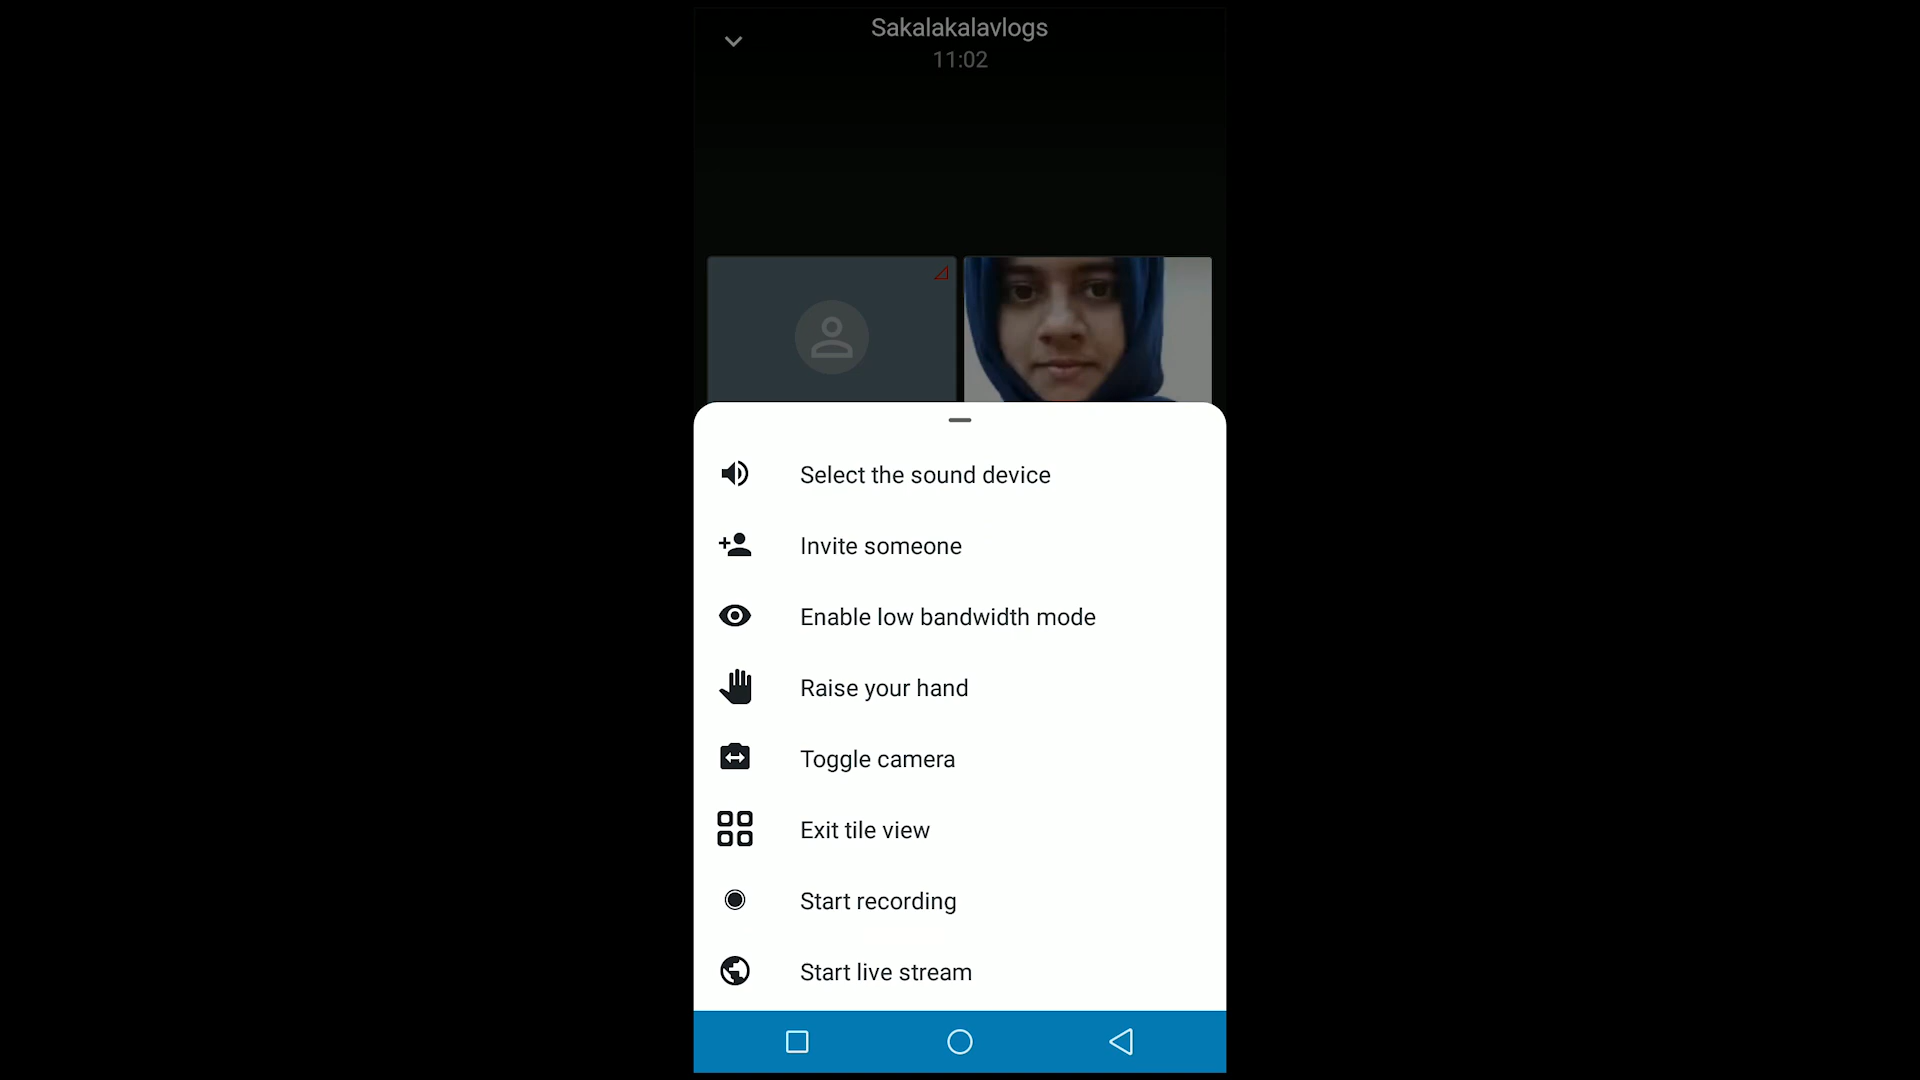 Sakalakalavlogs
11:02
Select the sound device
Invite someone
Enable low bandwidth mode
Raise your hand
Toggle camera
Exit tile view
Start recording
Start live stream